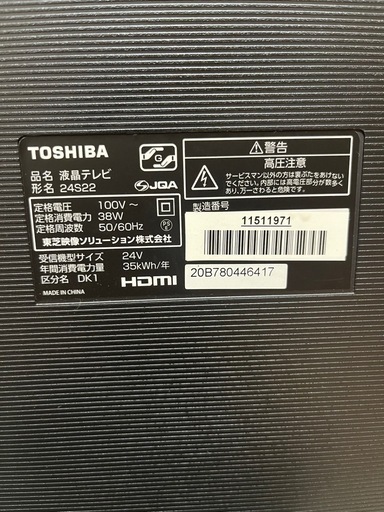 TOSHIBA
品名 液晶テレビ
形名 24S22
JQA
定格電圧 100V～
定格消費電力 38W
定格周波数 50/60Hz
東芝映像ソリューション株式会社
受信機型サイズ 24V
年間消費電力量 35kWh/年
区分名 DK1
MADE IN CHINA
HDMI
⚠警告
高圧注意
サービスマン以外の方は裏ぶたをあけないで
ください。内部には高電圧部分が数多く
あり、万一さわると危険です。
製造番号
11511971
20B780446417